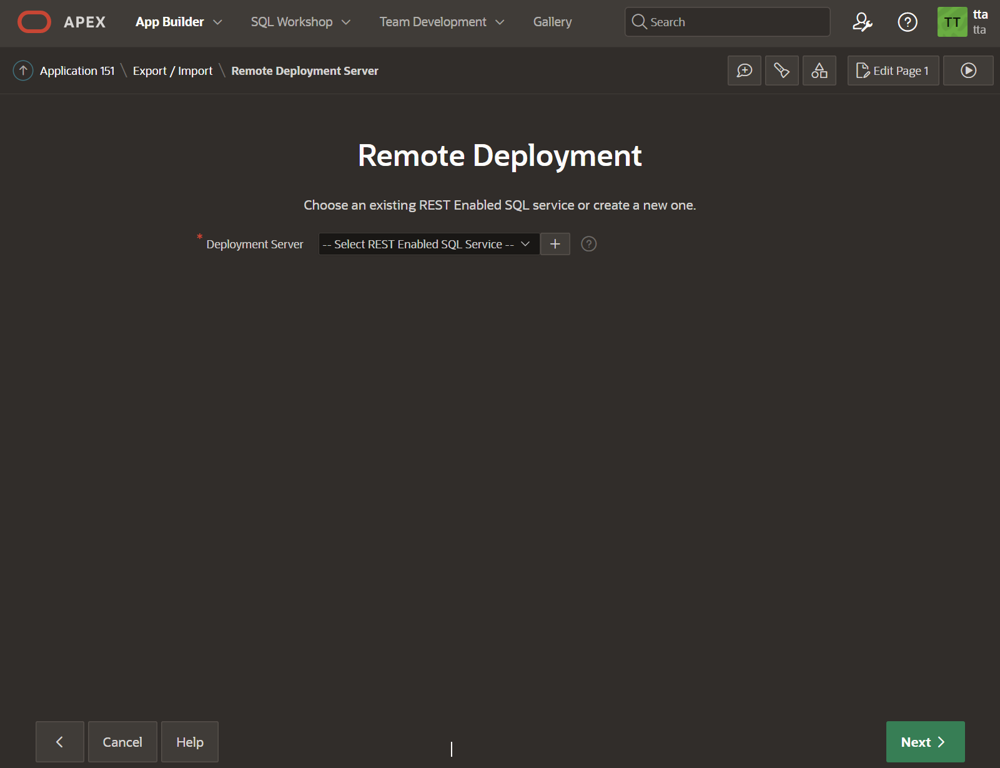 APEX App Builder SQL Workshop Team Development Gallery Search TT tta
tta
Application 151 \ Export / Import \ Remote Deployment Server Edit Page 1
Remote Deployment
Choose an existing REST Enabled SQL service or create a new one.
* Deployment Server -- Select REST Enabled SQL Service -- + ?
Cancel Help Next